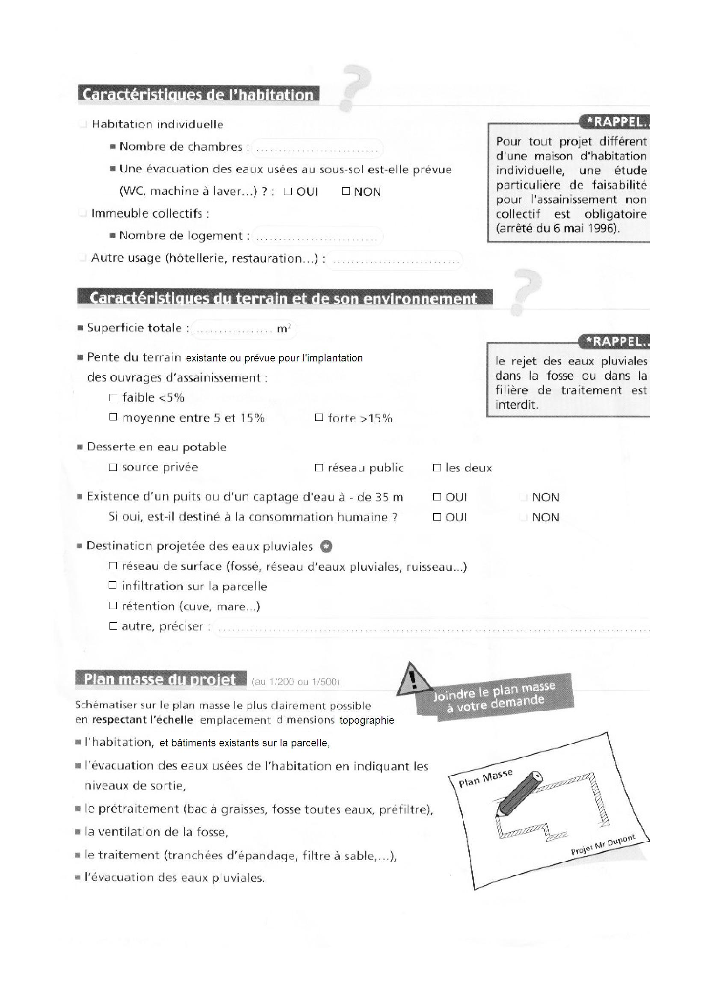 Caractéristiques de l'habitation
Habitation individuelle
Nombre de chambres : ..........................
Une évacuation des eaux usées au sous-sol est-elle prévue
(WC, machine à laver...) ? : OUI NON
Immeuble collectifs :
Nombre de logement : ..........................
Autre usage (hôtellerie, restauration...) : ..........................
*RAPPEL..
Pour tout projet différent
d'une maison d'habitation
individuelle, une étude
particulière de faisabilité
pour l'assainissement non
collectif est obligatoire
(arrêté du 6 mai 1996).
Caractéristiques du terrain et de son environnement
Superficie totale : .................. m²
Pente du terrain existante ou prévue pour l'implantation
des ouvrages d'assainissement :
faible <5%
moyenne entre 5 et 15% forte >15%
*RAPPEL..
le rejet des eaux pluviales
dans la fosse ou dans la
filière de traitement est
interdit.
Desserte en eau potable
source privée réseau public les deux
Existence d'un puits ou d'un captage d'eau à - de 35 m OUI NON
Si oui, est-il destiné à la consommation humaine ? OUI NON
Destination projetée des eaux pluviales *
réseau de surface (fossé, réseau d'eaux pluviales, ruisseau...)
infiltration sur la parcelle
rétention (cuve, mare...)
autre, préciser : ..........................
Plan masse du projet (au 1/200 ou 1/500)
! Joindre le plan masse
à votre demande
Schématiser sur le plan masse le plus clairement possible
en respectant l'échelle emplacement dimensions topographie
l'habitation, et bâtiments existants sur la parcelle,
l'évacuation des eaux usées de l'habitation en indiquant les
niveaux de sortie,
le prétraitement (bac à graisses, fosse toutes eaux, préfiltre),
la ventilation de la fosse,
le traitement (tranchées d'épandage, filtre à sable,...),
l'évacuation des eaux pluviales.
Plan Masse
Projet Mr Dupont